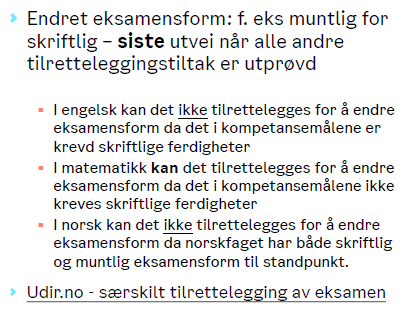 Endret eksamensform: f. eks muntlig for
skriftlig – siste utvei når alle andre
tilretteleggingstiltak er utprøvd
I engelsk kan det ikke tilrettelegges for å endre
eksamensform da det i kompetansemålene er
krevd skriftlige ferdigheter
I matematikk kan det tilrettelegges for å endre
eksamensform da det i kompetansemålene ikke
kreves skriftlige ferdigheter
I norsk kan det ikke tilrettelegges for å endre
eksamensform da norskfaget har både skriftlig
og muntlig eksamensform til standpunkt.
Udir.no - særskilt tilrettelegging av eksamen